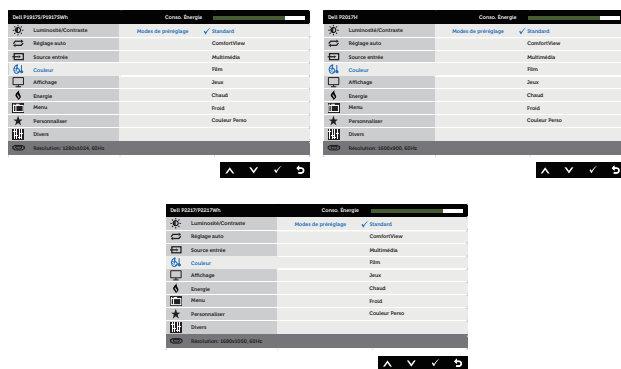 Dell P1917S/P1917SWh Conso. Énergie
Luminosité/Contraste Modes de préréglage ✓ Standard
Réglage auto ComfortView
Source entrée Multimédia
Couleur Film
Affichage Jeux
Energie Chaud
Menu Froid
Personnaliser Couleur Perso
Divers
Résolution: 1280x1024, 60Hz
Dell P2017H Conso. Énergie
Luminosité/Contraste Modes de préréglage ✓ Standard
Réglage auto ComfortView
Source entrée Multimédia
Couleur Film
Affichage Jeux
Energie Chaud
Menu Froid
Personnaliser Couleur Perso
Divers
Résolution: 1600x900, 60Hz
Dell P2217/P2217Wh Conso. Énergie
Luminosité/Contraste Modes de préréglage ✓ Standard
Réglage auto ComfortView
Source entrée Multimédia
Couleur Film
Affichage Jeux
Energie Chaud
Menu Froid
Personnaliser Couleur Perso
Divers
Résolution: 1680x1050, 60Hz